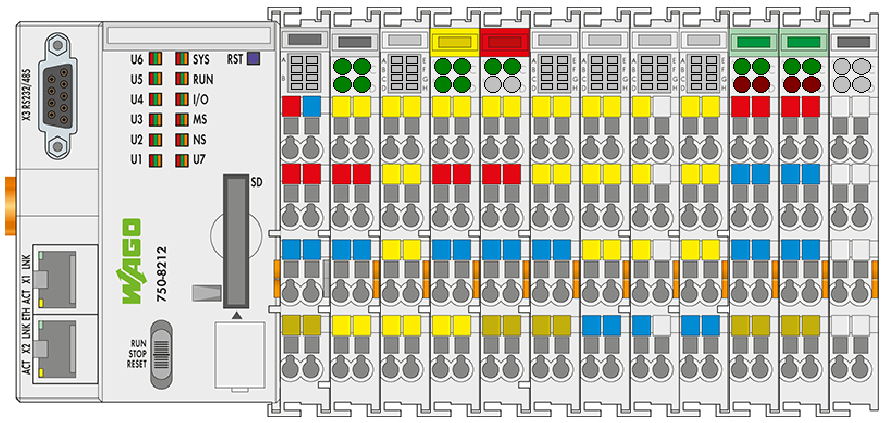 X3 RS232/485
U6 SYS RST
U5 RUN
U4 I/O
U3 MS
U2 NS
U1 U7
SD
WAGO
750-8212
ACT X1 LNK
ACT X2 LNK ETH
RUN
STOP
RESET